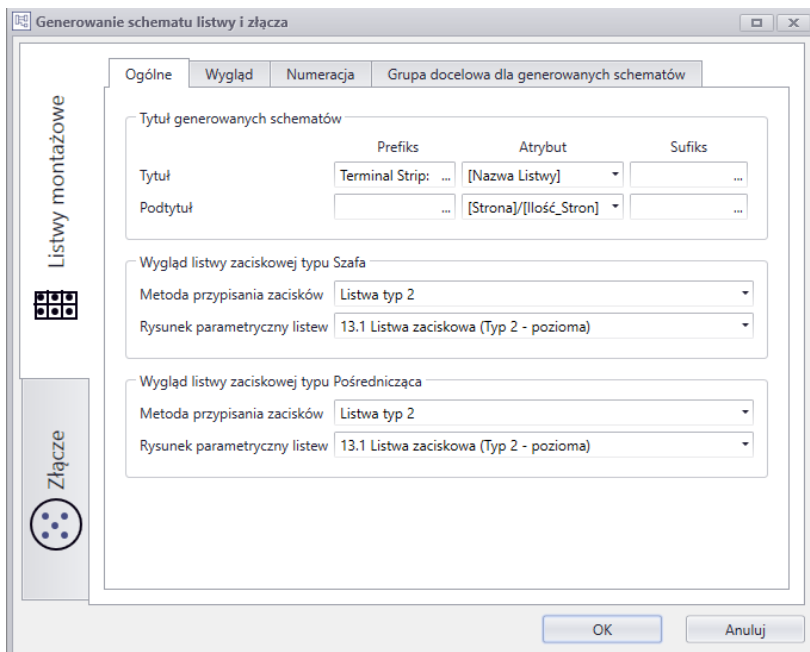 Generowanie schematu listwy i złącza
Listwy montażowe
Złącze
Ogólne Wygląd Numeracja Grupa docelowa dla generowanych schematów
Tytuł generowanych schematów
Prefiks Atrybut Sufiks
Tytuł Terminal Strip: ... [Nazwa Listwy] ...
Podtytuł ... [Strona]/[Ilość_Stron] ...
Wygląd listwy zaciskowej typu Szafa
Metoda przypisania zacisków Listwa typ 2
Rysunek parametryczny listew 13.1 Listwa zaciskowa (Typ 2 - pozioma)
Wygląd listwy zaciskowej typu Pośrednicząca
Metoda przypisania zacisków Listwa typ 2
Rysunek parametryczny listew 13.1 Listwa zaciskowa (Typ 2 - pozioma)
OK Anuluj